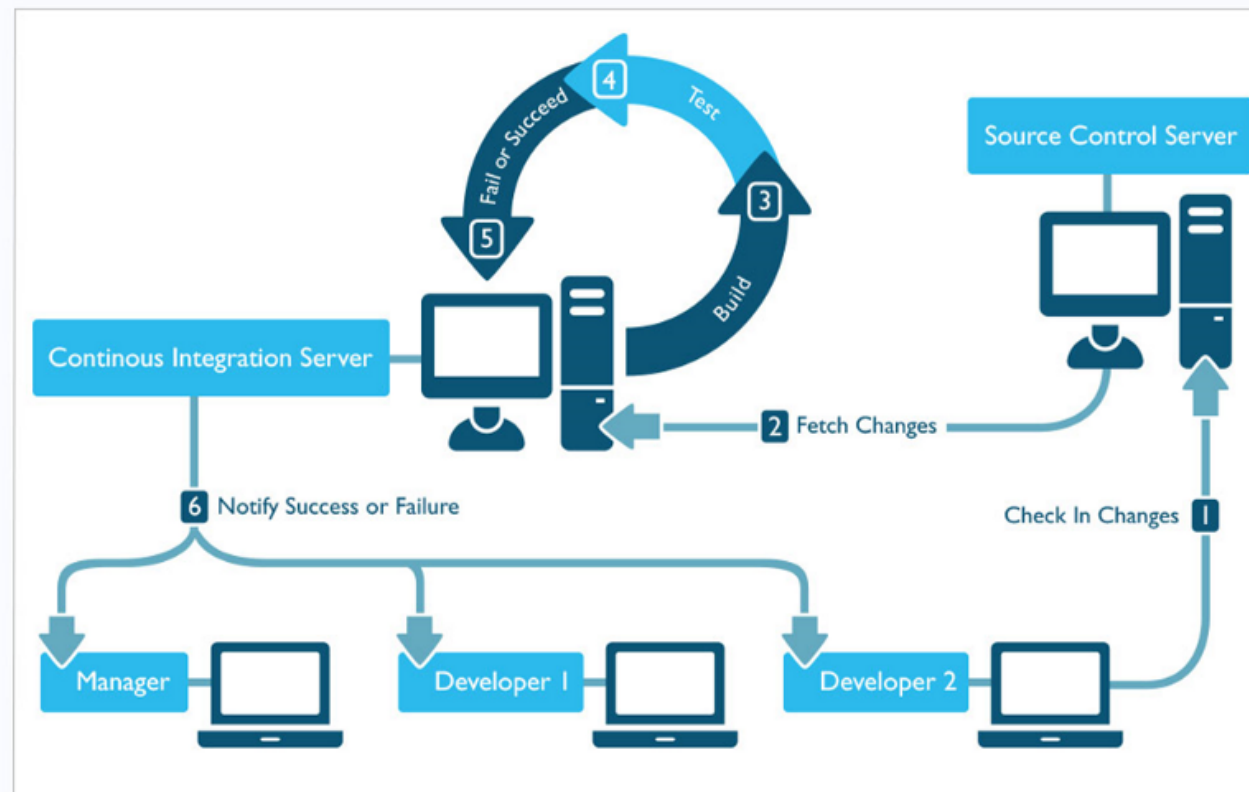 4
Test
Fail or Succeed
3
5
Build
Source Control Server
Continous Integration Server
2 Fetch Changes
6 Notify Success or Failure
Check In Changes 1
Manager
Developer 1
Developer 2